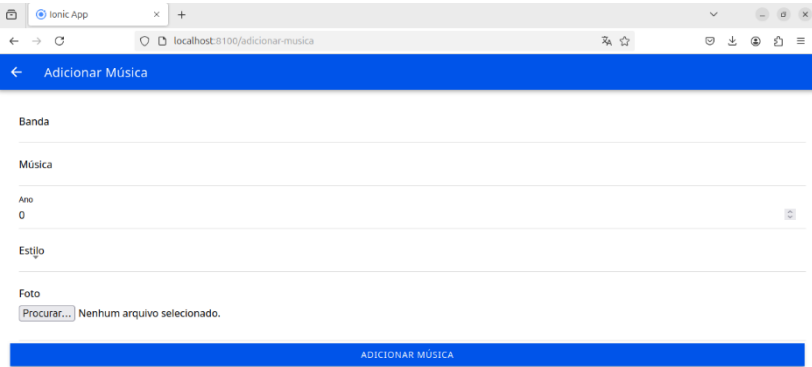 Ionic App
localhost:8100/adicionar-musica
Adicionar Música
Banda
Música
Ano
0
Estilo
Foto
Procurar... Nenhum arquivo selecionado.
ADICIONAR MÚSICA